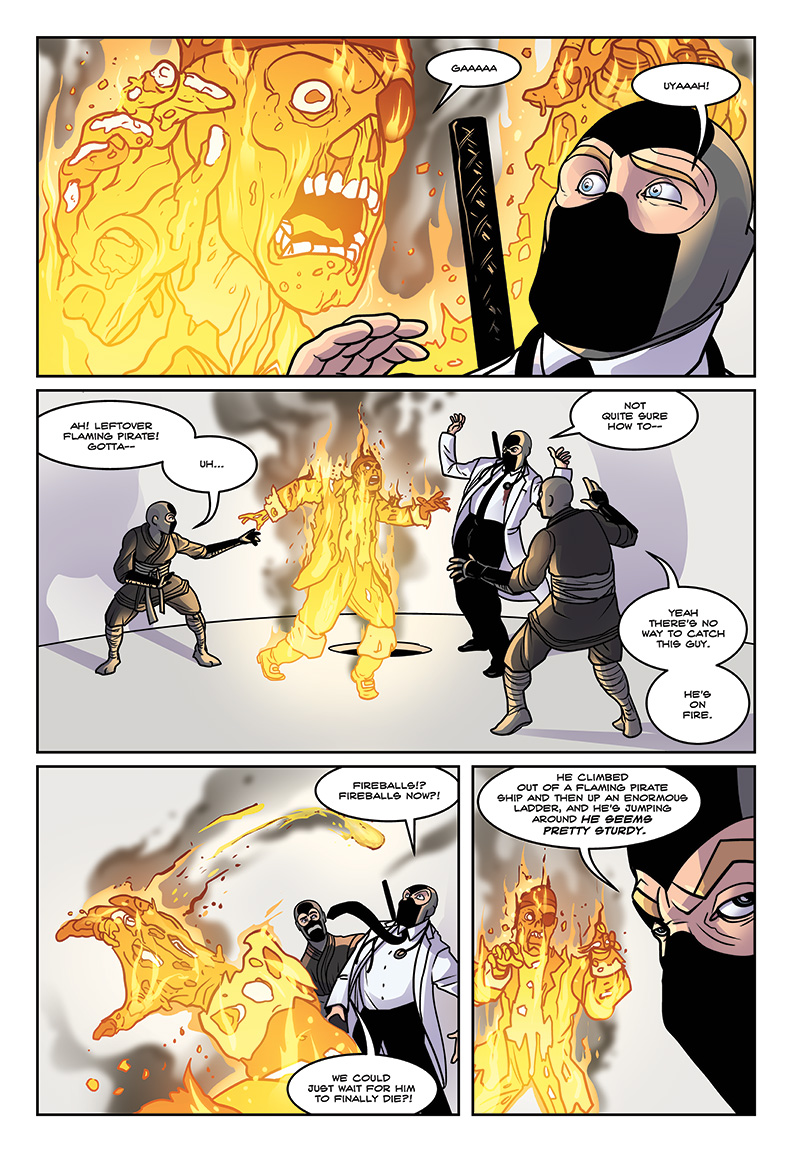 GAAAAA
UYAAAH!
AH! LEFTOVER
FLAMING PIRATE!
GOTTA--
UH...
NOT
QUITE SURE
HOW TO--
YEAH
THERE'S NO
WAY TO CATCH
THIS GUY.
HE'S
ON
FIRE.
FIREBALLS!?
FIREBALLS NOW?!
WE COULD
JUST WAIT FOR HIM
TO FINALLY DIE?!
HE CLIMBED
OUT OF A FLAMING PIRATE
SHIP AND THEN UP AN ENORMOUS
LADDER, AND HE'S JUMPING
AROUND HE SEEMS
PRETTY STURDY.